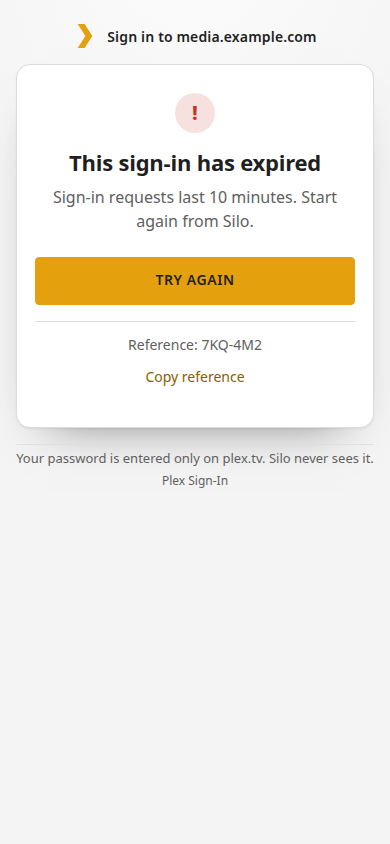 Sign in to media.example.com
!
This sign-in has expired
Sign-in requests last 10 minutes. Start
again from Silo.
TRY AGAIN
Reference: 7KQ-4M2
Copy reference
Your password is entered only on plex.tv. Silo never sees it.
Plex Sign-In